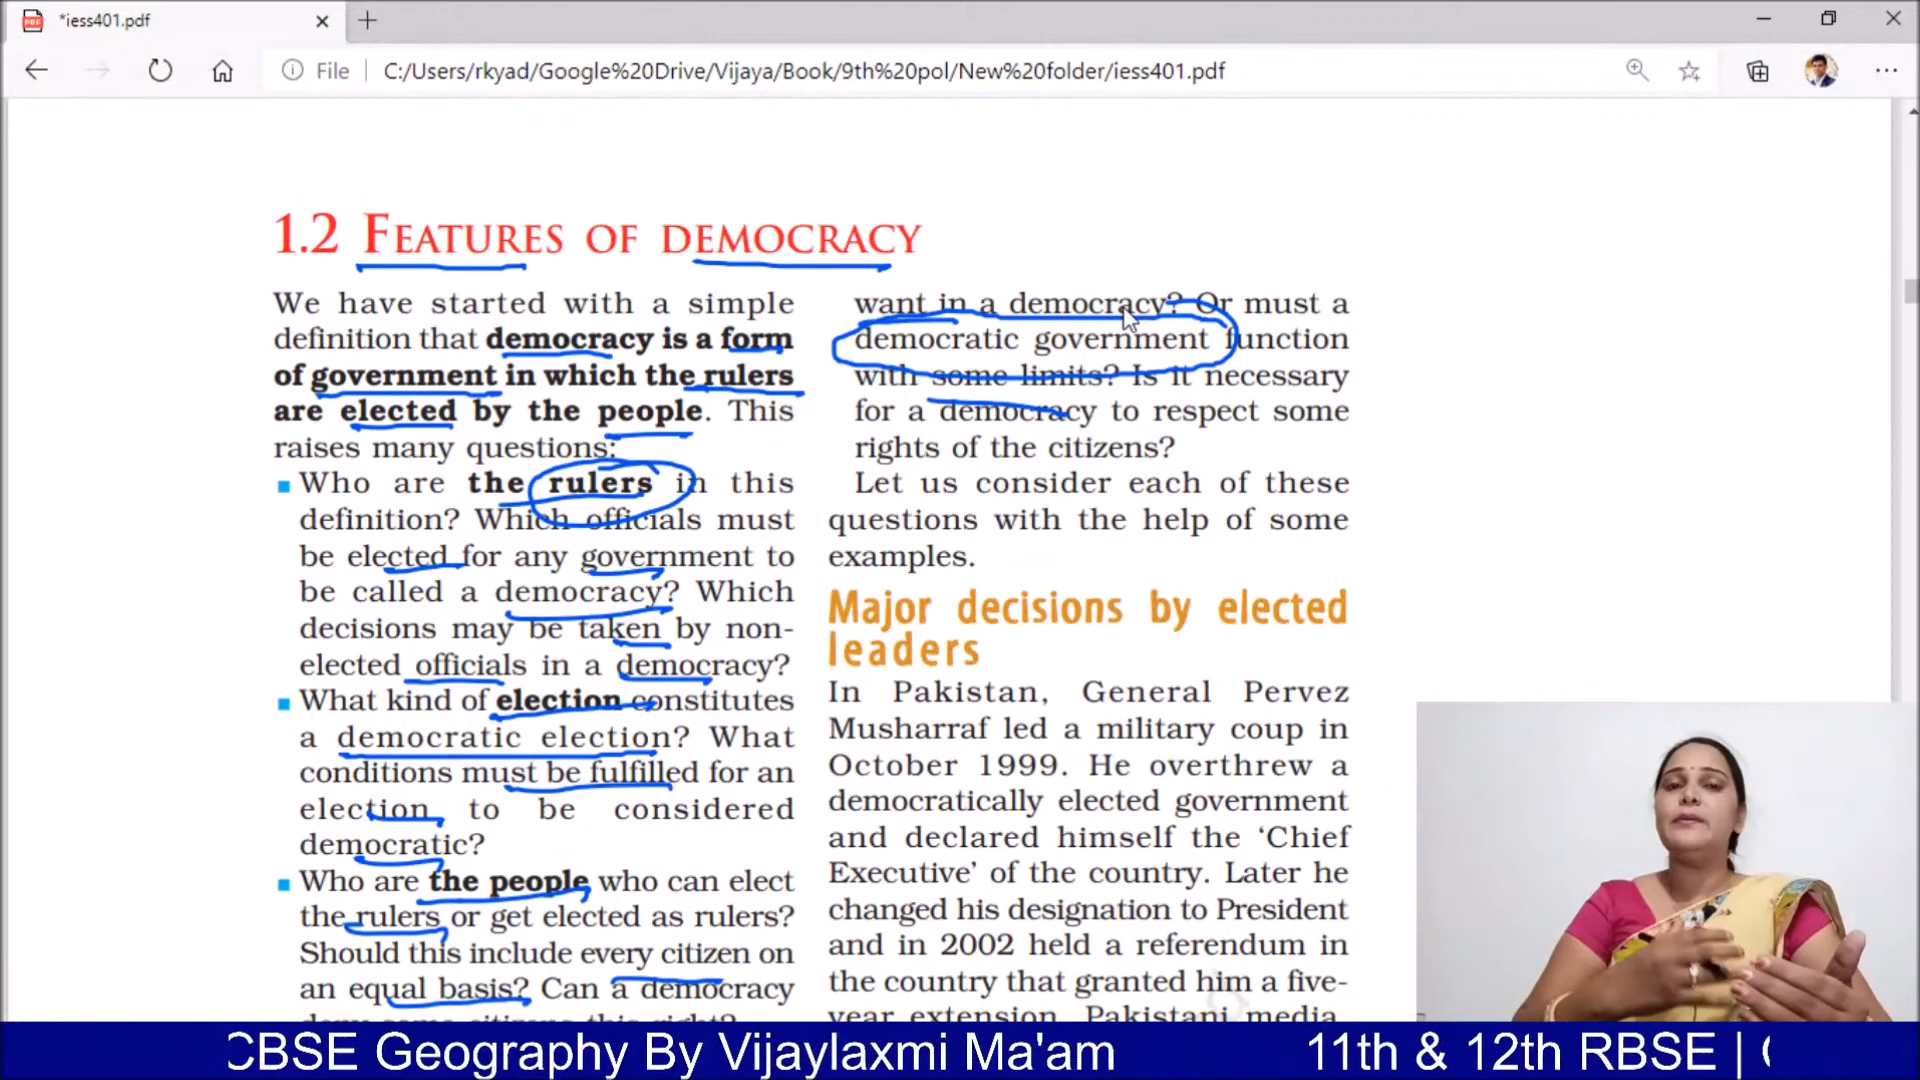 *iess401.pdf
File
C:/Users/rkyad/Google%20Drive/Vijaya/Book/9th%20pol/New%20folder/iess401.pdf
1.2 FEATURES OF DEMOCRACY
We have started with a simple
definition that democracy is a form
of government in which the rulers
are elected by the people. This
raises many questions:
Who are the rulers in this
definition? Which officials must
be elected for any government to
be called a democracy? Which
decisions may be taken by non-
elected officials in a democracy?
What kind of election constitutes
a democratic election? What
conditions must be fulfilled for an
election to be considered
democratic?
Who are the people who can elect
the rulers or get elected as rulers?
Should this include every citizen on
an equal basis? Can a democracy
deny some citizens this right?
want in a democracy? Or must a
democratic government function
with some limits? Is it necessary
for a democracy to respect some
rights of the citizens?
Let us consider each of these
questions with the help of some
examples.
Major decisions by elected
leaders
In Pakistan, General Pervez
Musharraf led a military coup in
October 1999. He overthrew a
democratically elected government
and declared himself the ‘Chief
Executive’ of the country. Later he
changed his designation to President
and in 2002 held a referendum in
the country that granted him a five-
year extension. Pakistani media,
CBSE Geography By Vijaylaxmi Ma'am 11th & 12th RBSE |